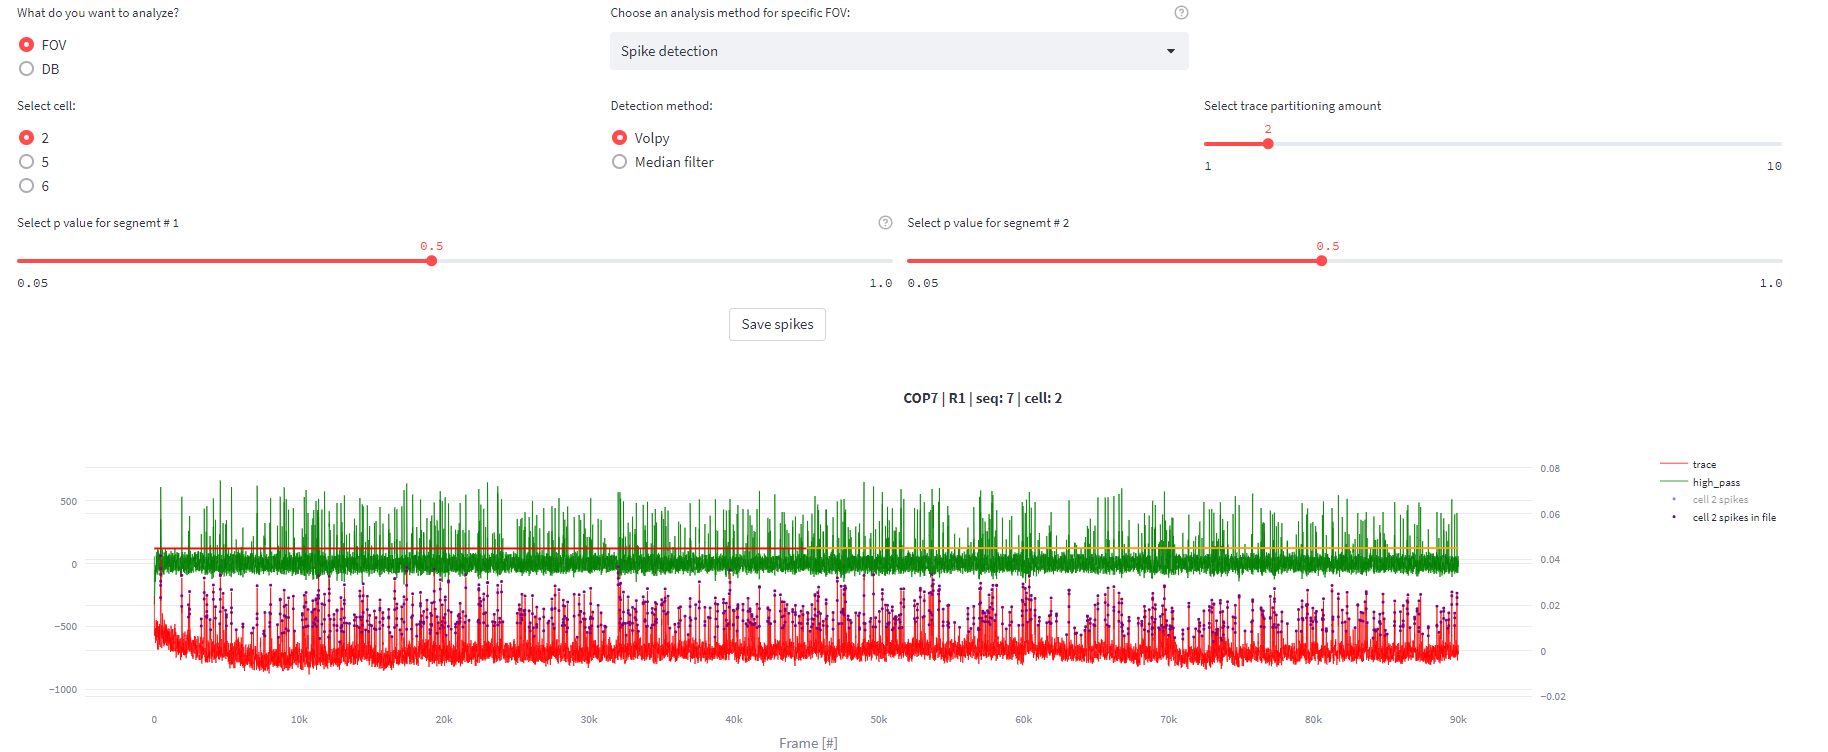 What do you want to analyze?
Choose an analysis method for specific FOV:
FOV
DB
Spike detection
Select cell:
Detection method:
Select trace partitioning amount
2
5
6
Volpy
Median filter
2
1
10
Select p value for segnemt # 1
Select p value for segnemt # 2
0.5
0.5
0.05
1.0
0.05
1.0
Save spikes
COP7 | R1 | seq: 7 | cell: 2
500
0
−500
−1000
0.08
0.06
0.04
0.02
0
−0.02
trace
high_pass
cell 2 spikes
cell 2 spikes in file
0
10k
20k
30k
40k
50k
60k
70k
80k
90k
Frame [#]